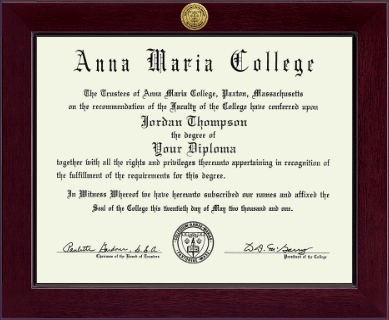 Anna Maria College
The Trustees of Anna Maria College, Paxton, Massachusetts
on the recommendation of the Faculty of the College have conferred upon
Jordan Thompson
the degree of
Your Diploma
together with all the rights and privileges thereunto appertaining in recognition of
the fulfillment of the requirements for this degree.
In Witness Whereof we have hereunto subscribed our names and affixed the
Seal of the College this twentieth day of May two thousand and one.
Chairman of the Board of Trustees
President of the College